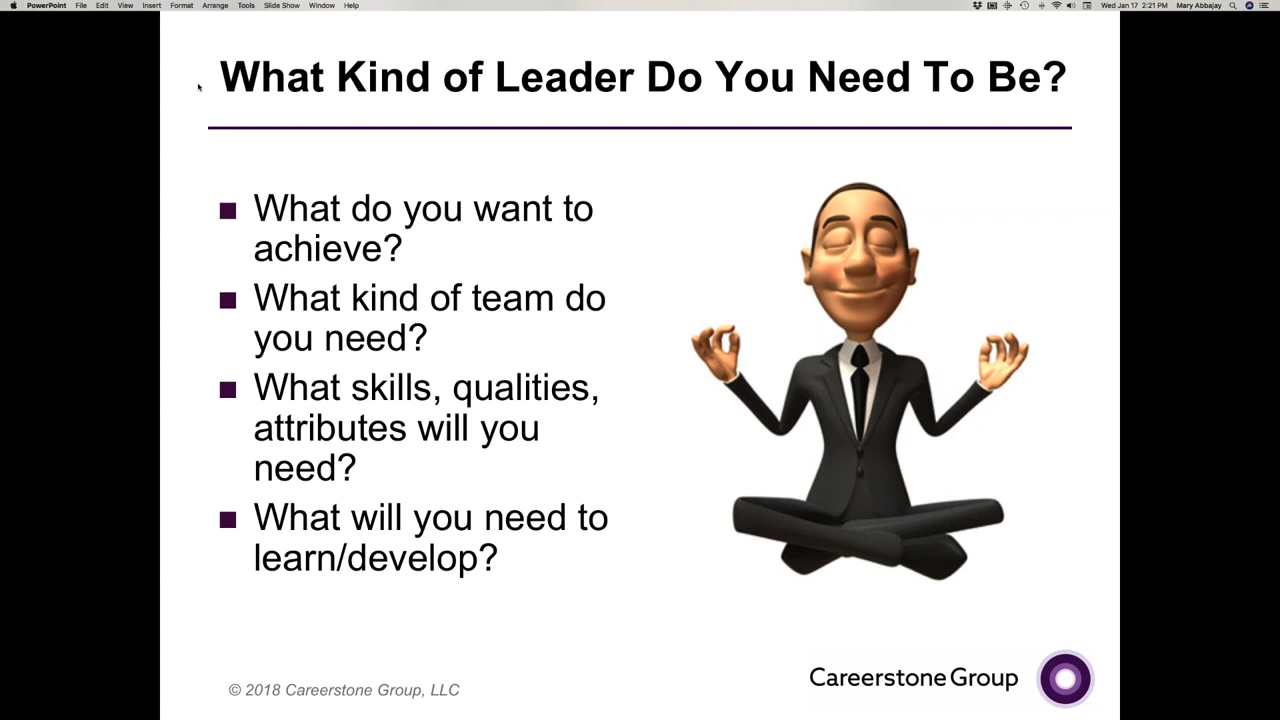 PowerPoint File Edit View Insert Format Arrange Tools Slide Show Window Help Wed Jan 17 2:21 PM Mary Abbajay
What Kind of Leader Do You Need To Be?
What do you want to
achieve?
What kind of team do
you need?
What skills, qualities,
attributes will you
need?
What will you need to
learn/develop?
© 2018 Careerstone Group, LLC
Careerstone Group